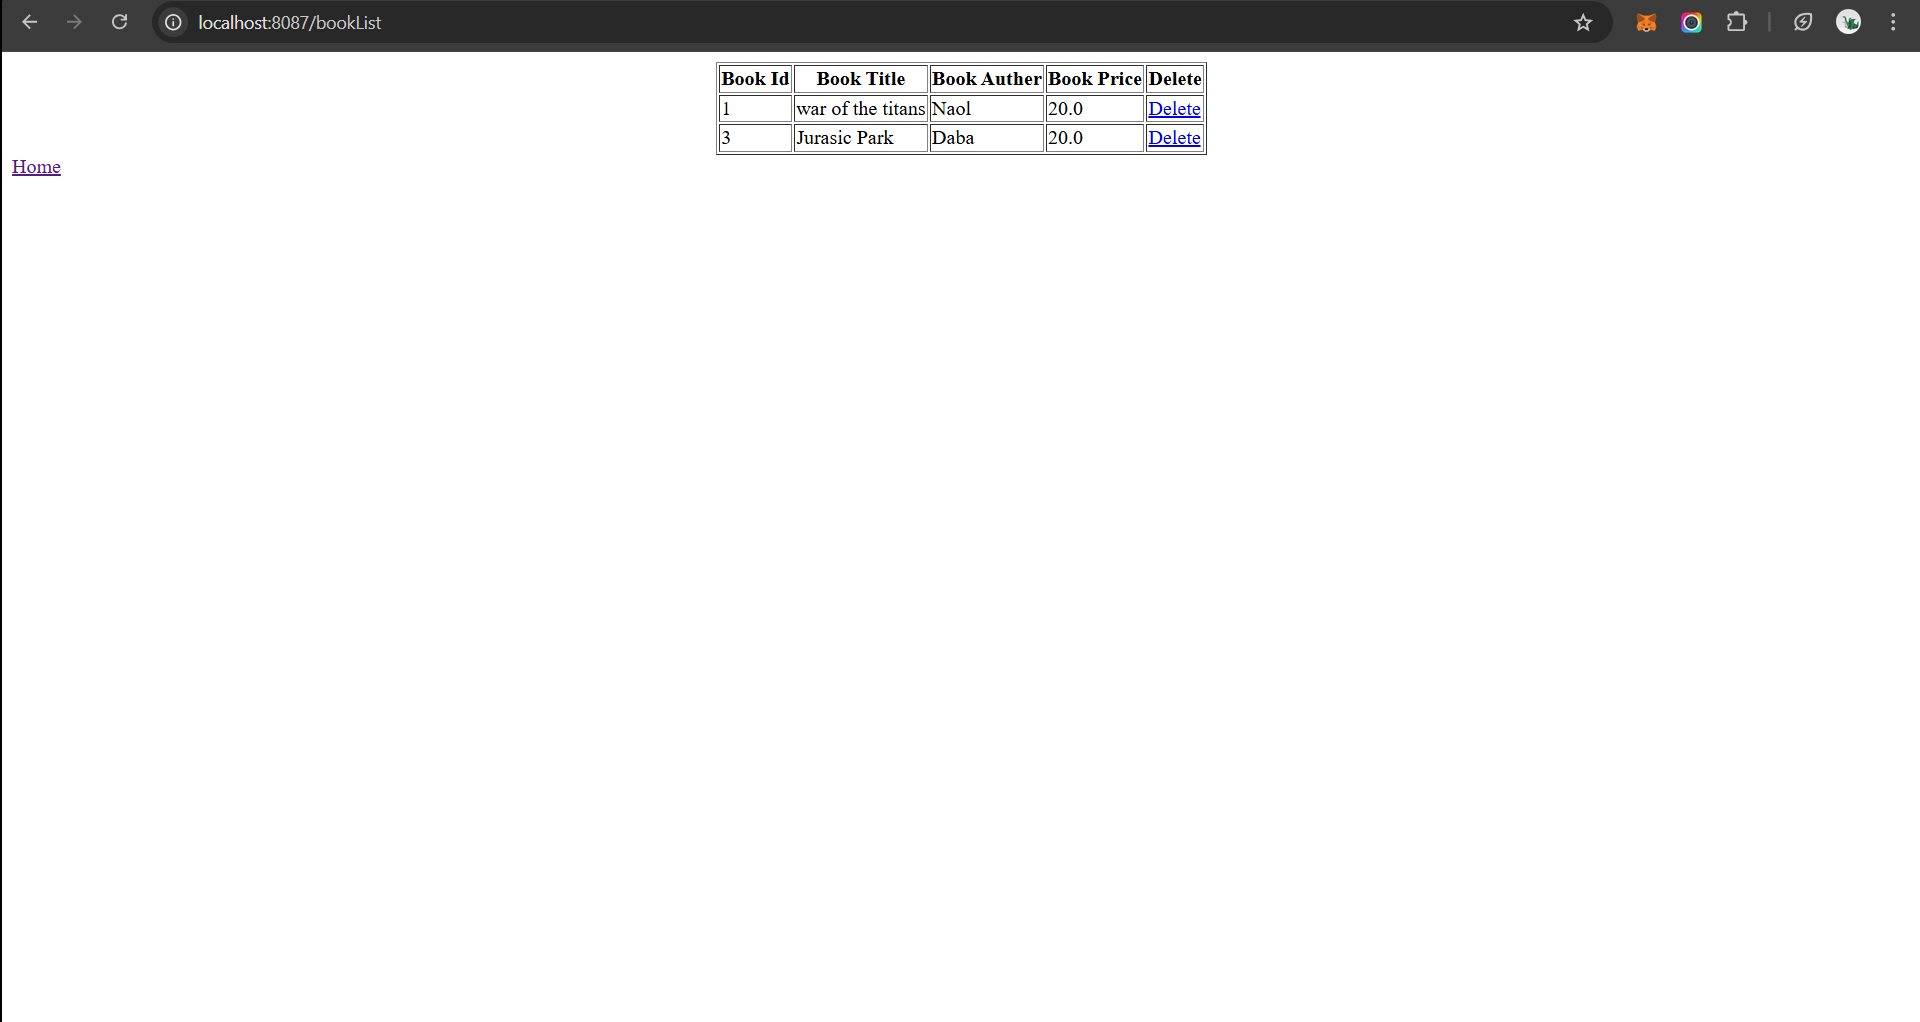 localhost:8087/bookList
Book Id Book Title Book Auther Book Price Delete
1 war of the titans Naol 20.0 Delete
3 Jurasic Park Daba 20.0 Delete
Home